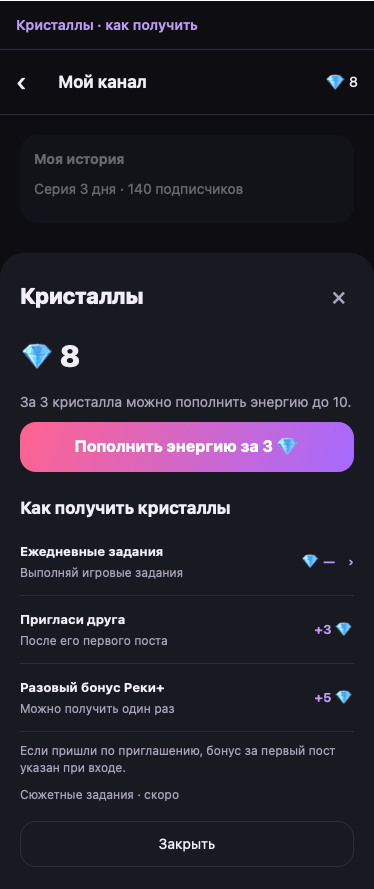 Кристаллы · как получить
‹ Мой канал 💎 8
Моя история
Серия 3 дня · 140 подписчиков
Кристаллы ×
💎 8
За 3 кристалла можно пополнить энергию до 10.
Пополнить энергию за 3 💎
Как получить кристаллы
Ежедневные задания
💎 — ›
Выполняй игровые задания
Пригласи друга
+3 💎
После его первого поста
Разовый бонус Реки+
+5 💎
Можно получить один раз
Если пришли по приглашению, бонус за первый пост
указан при входе.
Сюжетные задания · скоро
Закрыть